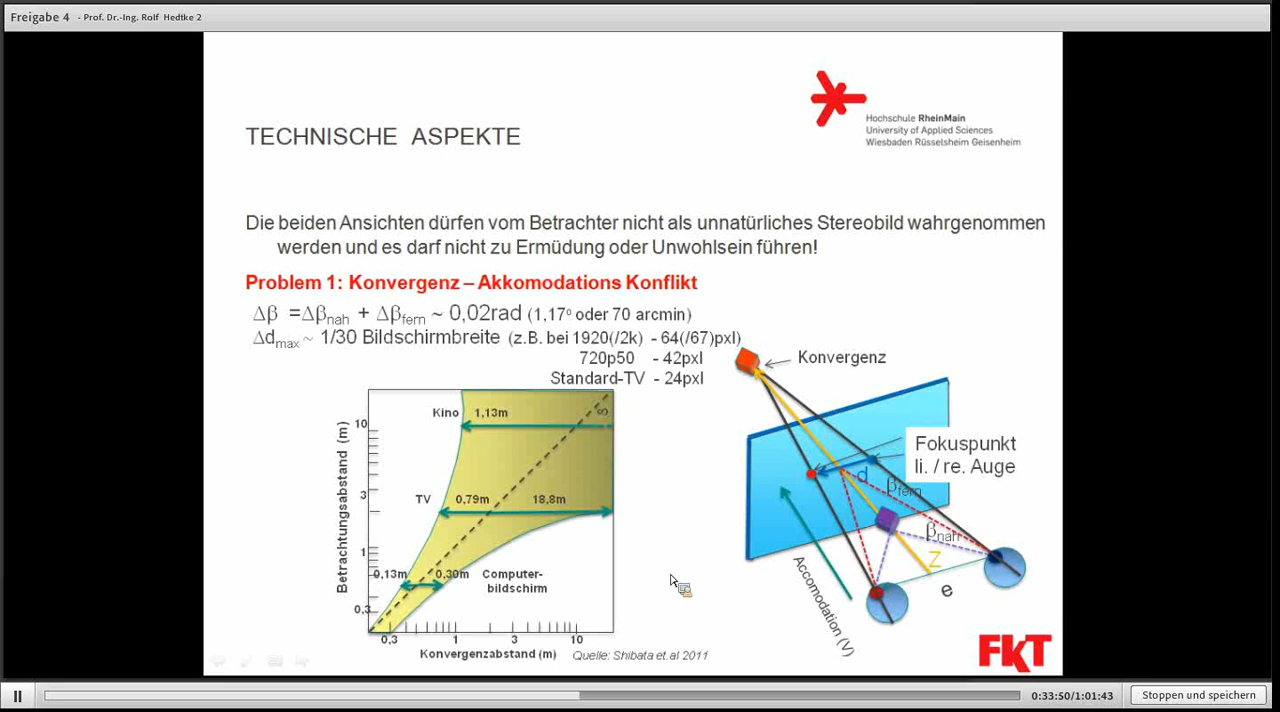 Freigabe 4 - Prof. Dr.-Ing. Rolf Hedtke 2
Hochschule RheinMain
University of Applied Sciences
Wiesbaden Rüsselsheim Geisenheim
TECHNISCHE ASPEKTE
Die beiden Ansichten dürfen vom Betrachter nicht als unnatürliches Stereobild wahrgenommen
werden und es darf nicht zu Ermüdung oder Unwohlsein führen!
Problem 1: Konvergenz – Akkomodations Konflikt
Δβ =Δβnah + Δβfern ~ 0,02rad (1,17º oder 70 arcmin)
Δdmax ~ 1/30 Bildschirmbreite (z.B. bei 1920(/2k) - 64(/67)pxl)
720p50 - 42pxl
Standard-TV - 24pxl
Betrachtungsabstand (m)
10
3
1
0.3
Kino 1,13m ∞
TV 0,79m 18,8m
0,13m 0,30m Computer-
bildschirm
0,3 1 3 10
Konvergenzabstand (m)
Quelle: Shibata et.al 2011
Konvergenz
Fokuspunkt
li. / re. Auge
d
βfern
βnah
Z
e
Accomodation (V)
FKT
0:33:50/1:01:43
Stoppen und speichern